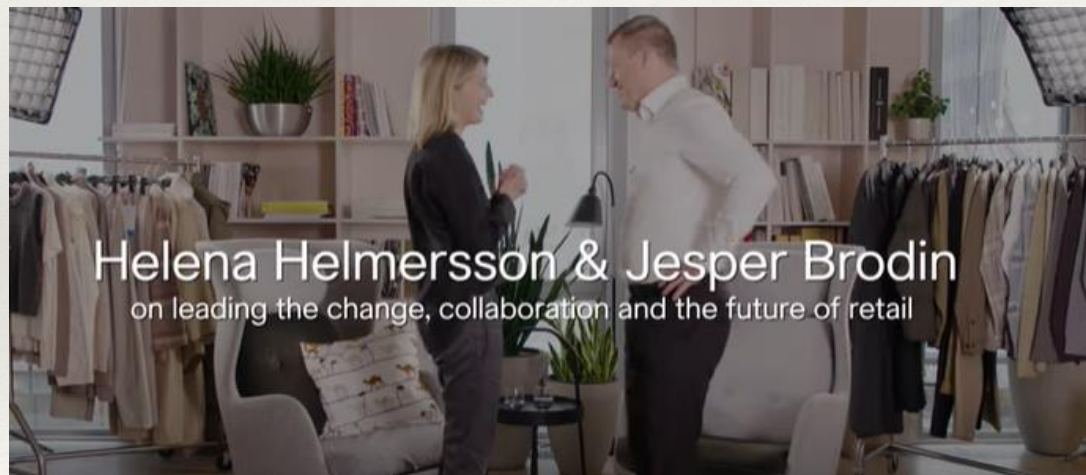 Helena Helmersson & Jesper Brodin
on leading the change, collaboration and the future of retail